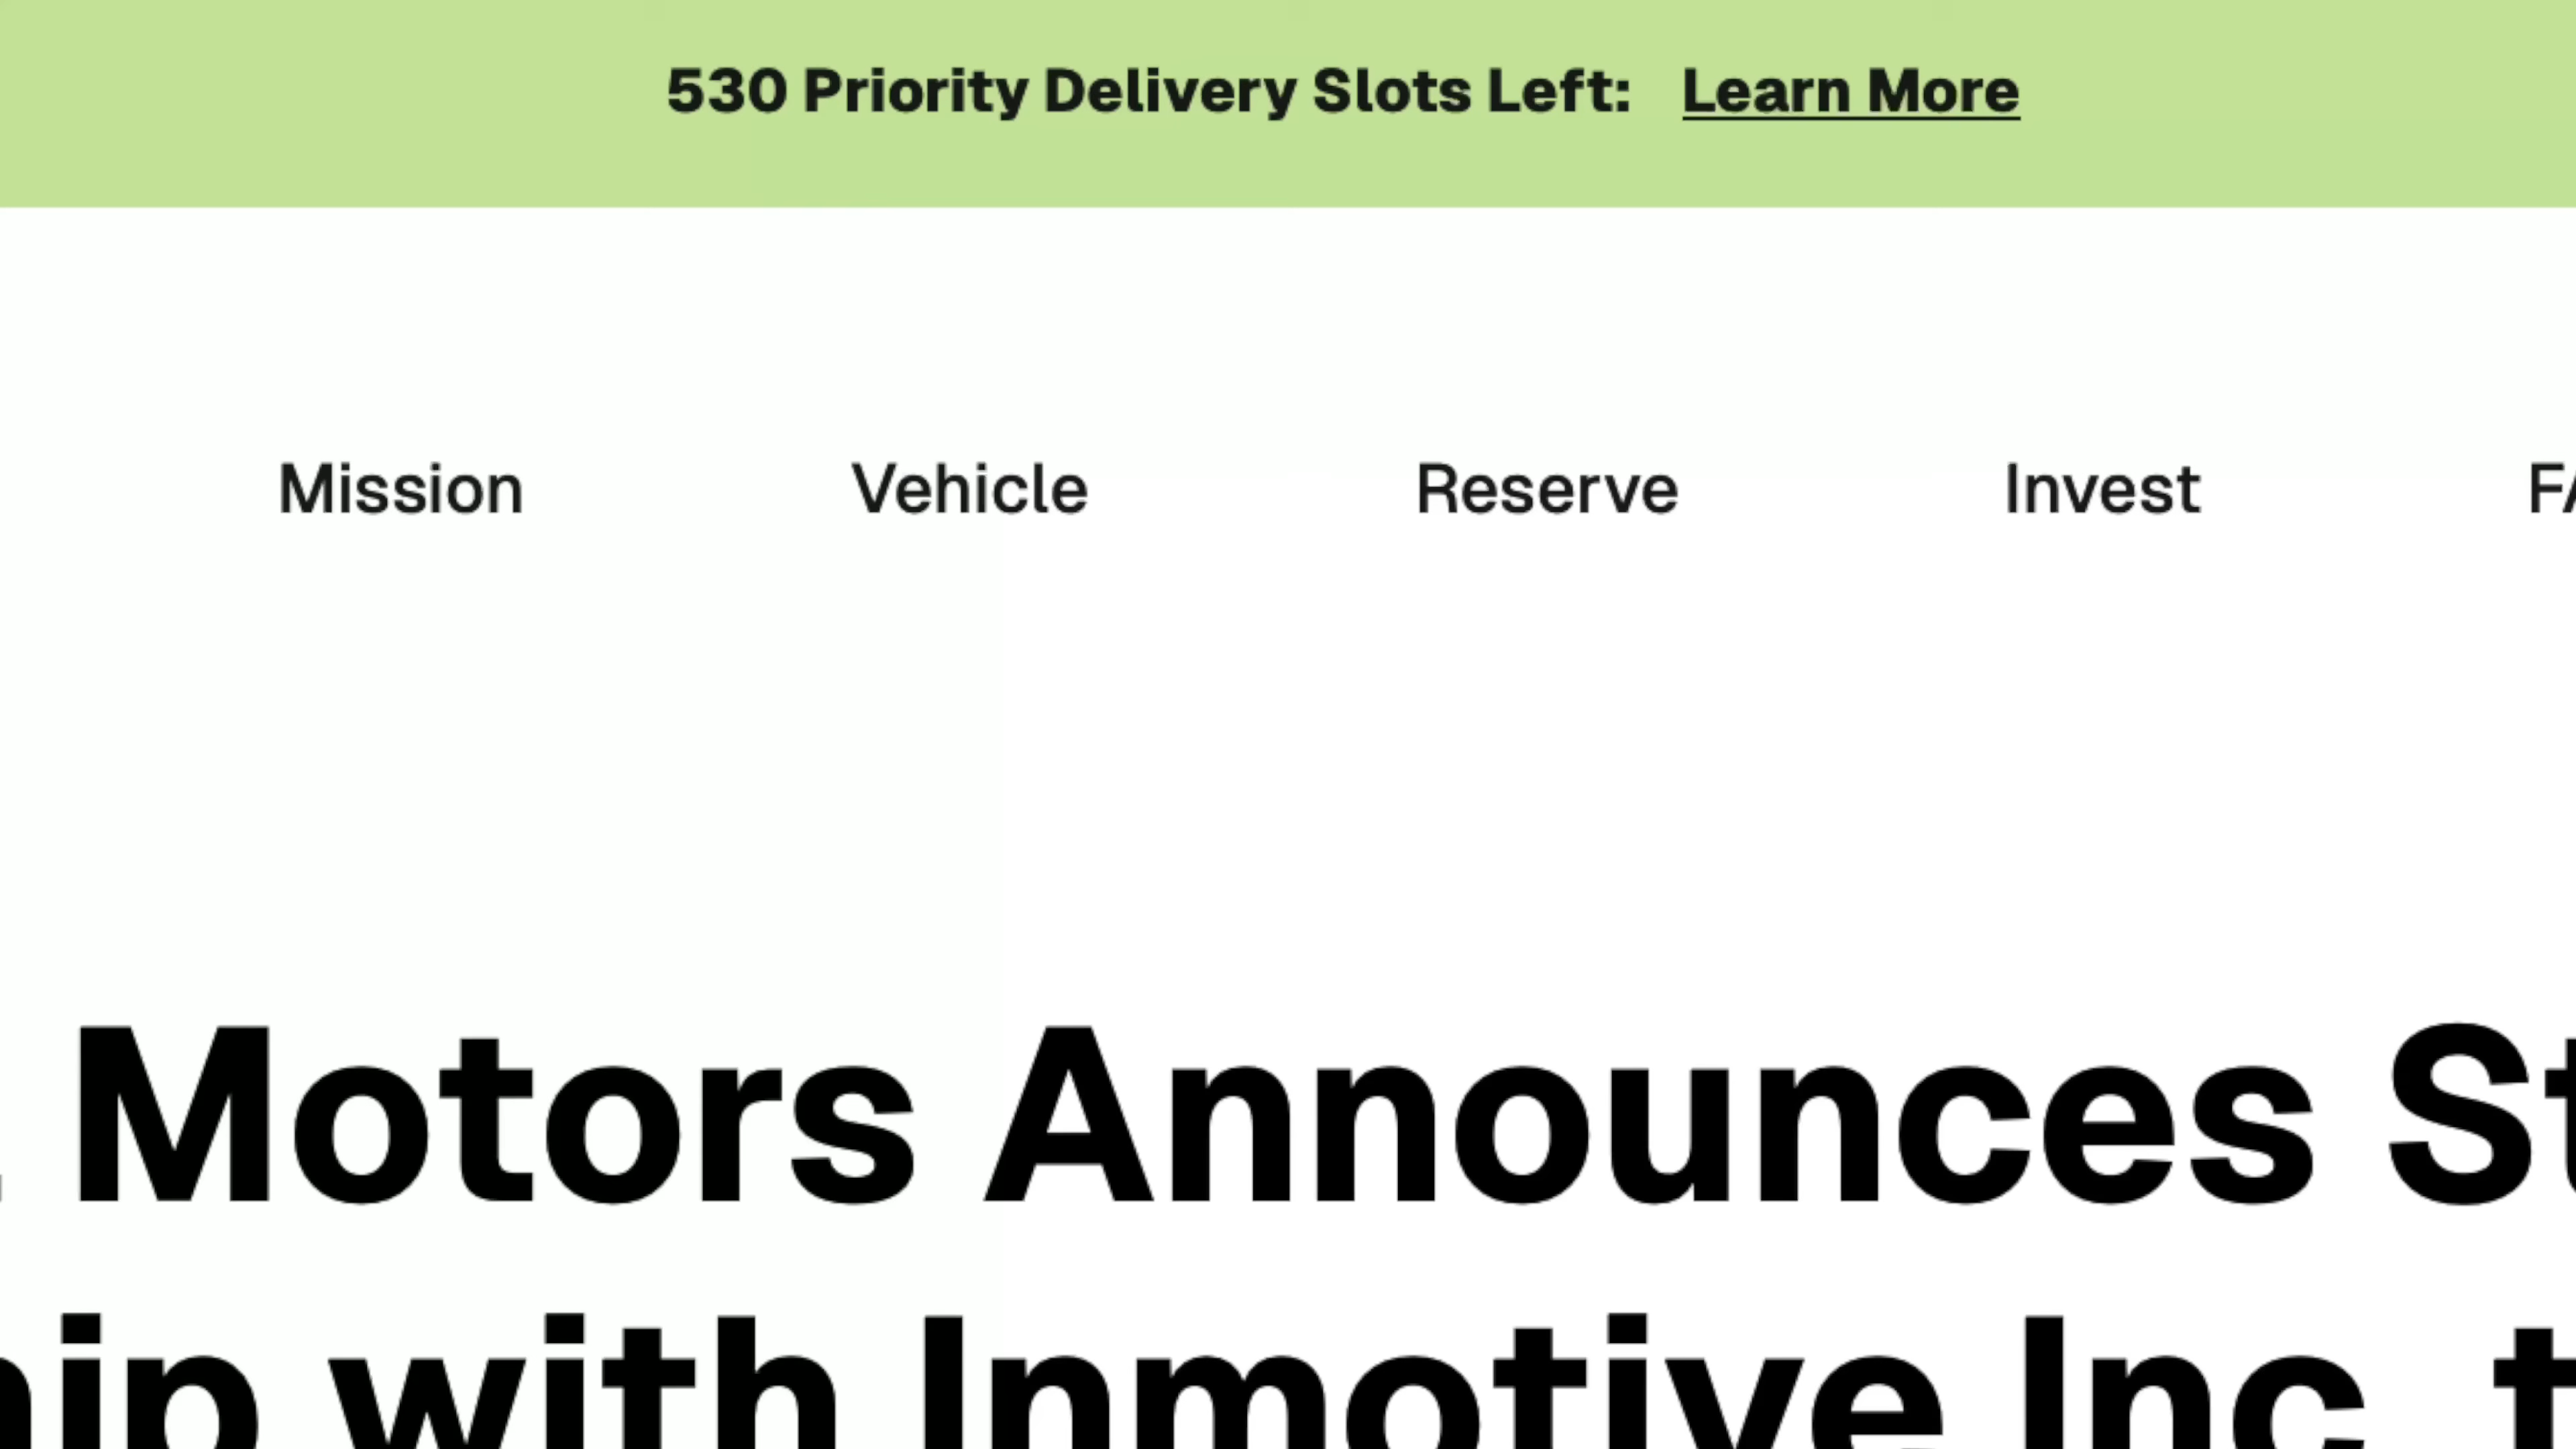 530 Priority Delivery Slots Left: Learn More
Mission Vehicle Reserve Invest
Motors Announces
with Inmotive Inc